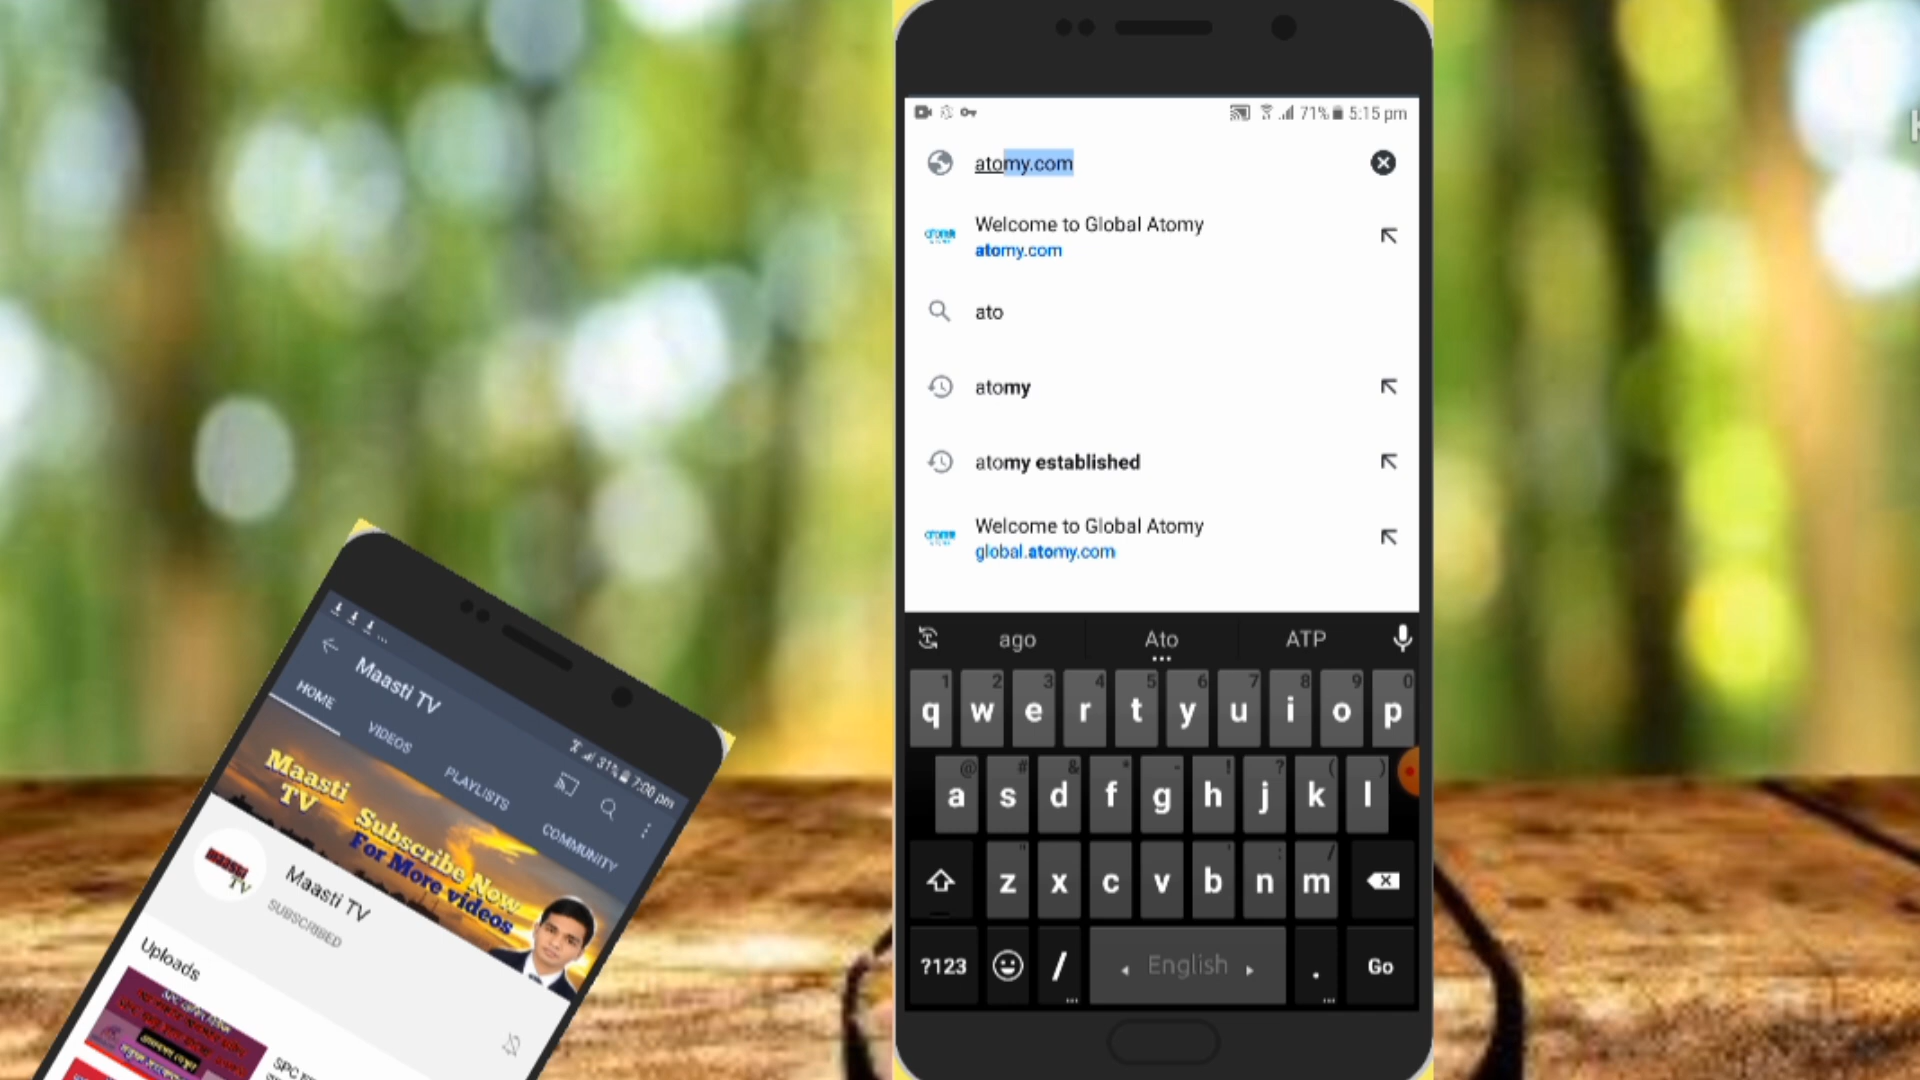 71% 5:15 pm
atomy.com
Welcome to Global Atomy
atomy.com
ato
atomy
atomy established
Welcome to Global Atomy
global.atomy.com
ago Ato ATP
1 2 3 4 5 6 7 8 9 0
q w e r t y u i o p
@ # & * - ! ? ( )
a s d f g h j k l
" ' : /
z x c v b n m
?123 / English . Go
31% 7:00 pm
Maasti TV
HOME VIDEOS PLAYLISTS COMMUNITY
Maasti
TV
Subscribe Now
For More videos
maasti
TV
Maasti TV
SUBSCRIBED
Uploads
SPC